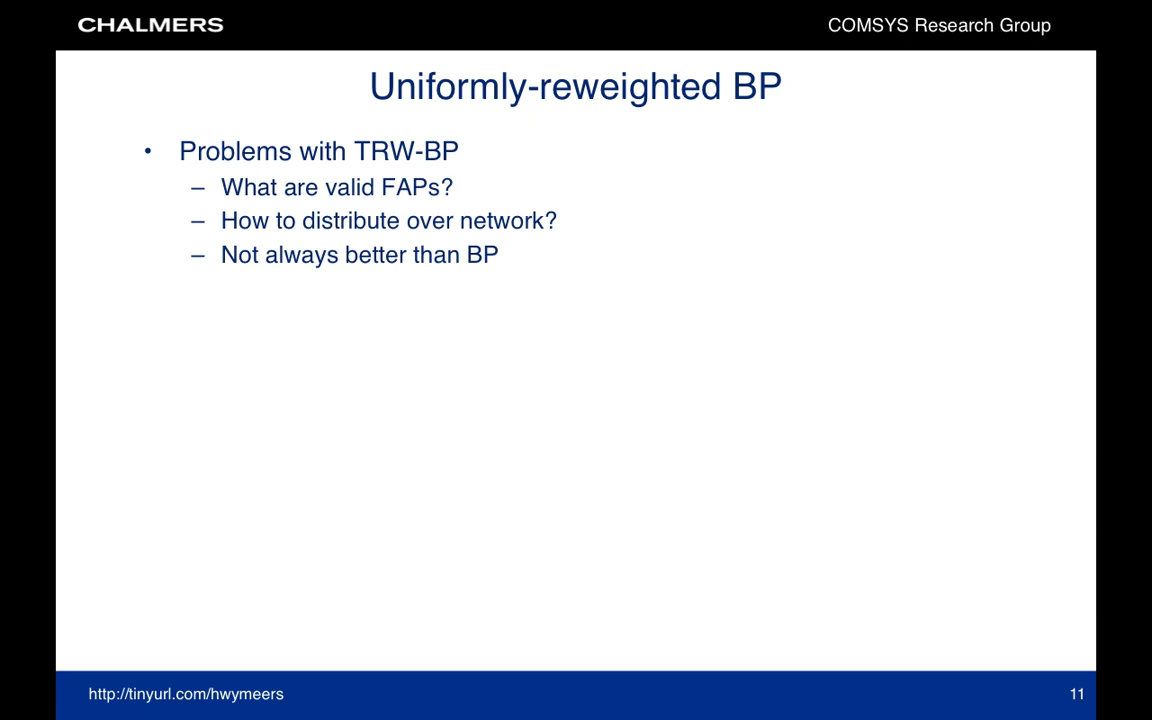 CHALMERS
COMSYS Research Group
Uniformly-reweighted BP
• Problems with TRW-BP
– What are valid FAPs?
– How to distribute over network?
– Not always better than BP
http://tinyurl.com/hwymeers
11